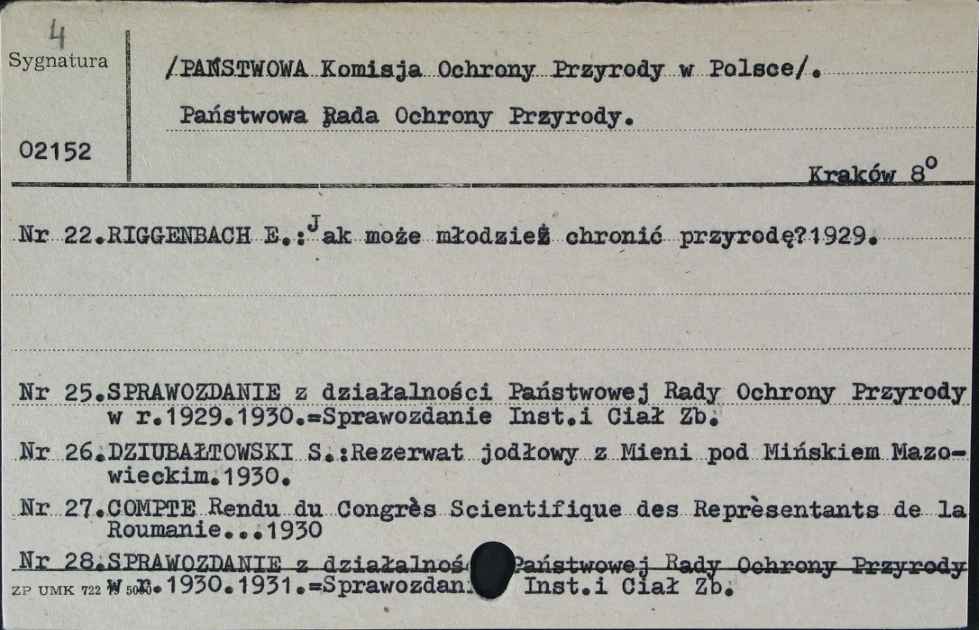 4
Sygnatura
/PAŃSTWOWA Komisja Ochrony Przyrody w Polsce/.
Państwowa Rada Ochrony Przyrody.
02152
Kraków 8⁰
Nr 22.RIGGENBACH E.:Jak może młodzież chronić przyrodę?1929.
Nr 25.SPRAWOZDANIE z działalności Państwowej Rady Ochrony Przyrody
w r.1929.1930.=Sprawozdanie Inst.i Ciał Zb.
Nr 26.DZIUBAŁTOWSKI S.:Rezerwat jodłowy z Mieni pod Mińskiem Mazo-
wieckim.1930.
Nr 27.COMPTE Rendu du Congrès Scientifique des Reprèsentants de la
Roumanie...1930
Nr 28.SPRAWOZDANIE z działalnoś Państwowej Rady Ochrony Przyrody
w r.1930.1931.=Sprawozdani Inst.i Ciał Zb.
ZP UMK 722